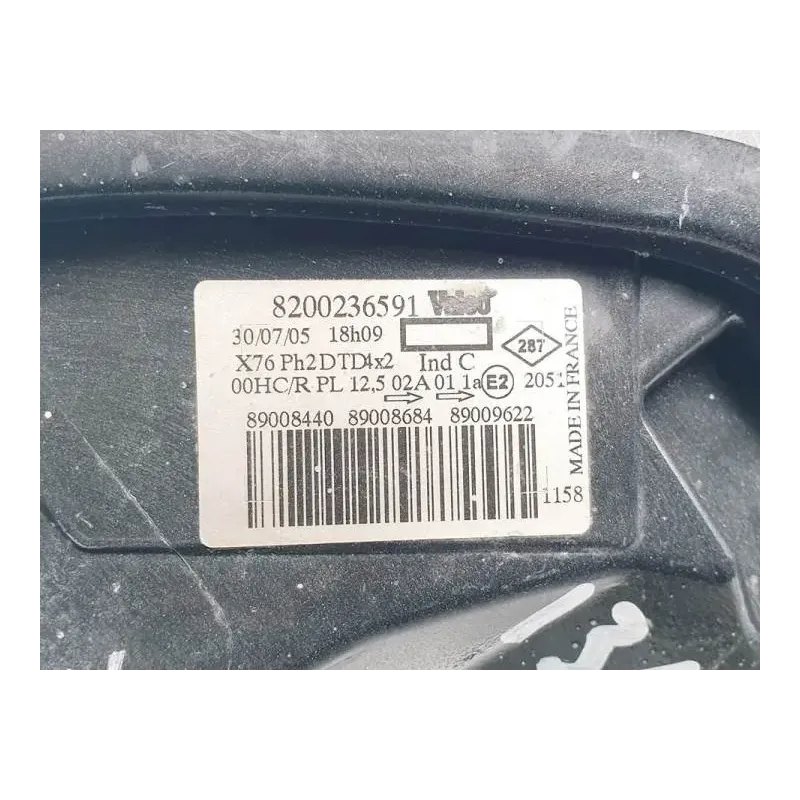 8200236591 Valeo
30/07/05 18h09
287
X76 Ph2 DTD4x2 Ind C
00HC/R PL 12,5 02A 01 1a E2 2051
89008440 89008684 89009622
1158
MADE IN FRANCE